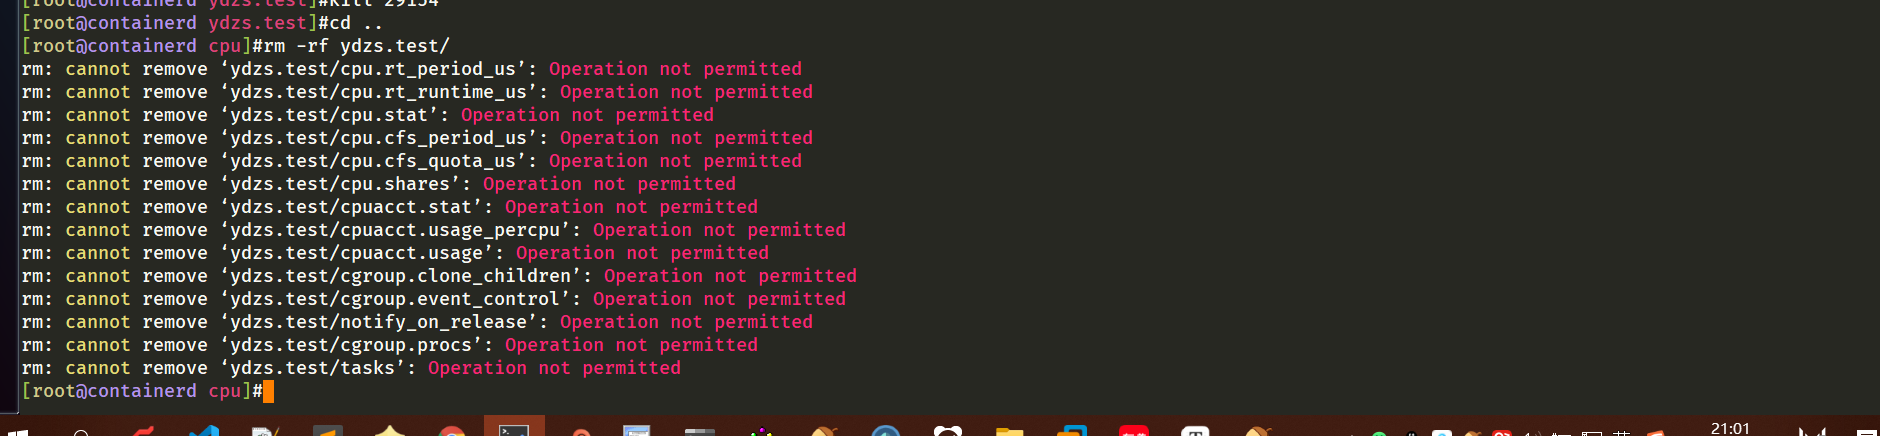 [root@containerd ydzs.test]#kill 29154
[root@containerd ydzs.test]#cd ..
[root@containerd cpu]#rm -rf ydzs.test/
rm: cannot remove ‘ydzs.test/cpu.rt_period_us’: Operation not permitted
rm: cannot remove ‘ydzs.test/cpu.rt_runtime_us’: Operation not permitted
rm: cannot remove ‘ydzs.test/cpu.stat’: Operation not permitted
rm: cannot remove ‘ydzs.test/cpu.cfs_period_us’: Operation not permitted
rm: cannot remove ‘ydzs.test/cpu.cfs_quota_us’: Operation not permitted
rm: cannot remove ‘ydzs.test/cpu.shares’: Operation not permitted
rm: cannot remove ‘ydzs.test/cpuacct.stat’: Operation not permitted
rm: cannot remove ‘ydzs.test/cpuacct.usage_percpu’: Operation not permitted
rm: cannot remove ‘ydzs.test/cpuacct.usage’: Operation not permitted
rm: cannot remove ‘ydzs.test/cgroup.clone_children’: Operation not permitted
rm: cannot remove ‘ydzs.test/cgroup.event_control’: Operation not permitted
rm: cannot remove ‘ydzs.test/notify_on_release’: Operation not permitted
rm: cannot remove ‘ydzs.test/cgroup.procs’: Operation not permitted
rm: cannot remove ‘ydzs.test/tasks’: Operation not permitted
[root@containerd cpu]#
21:01